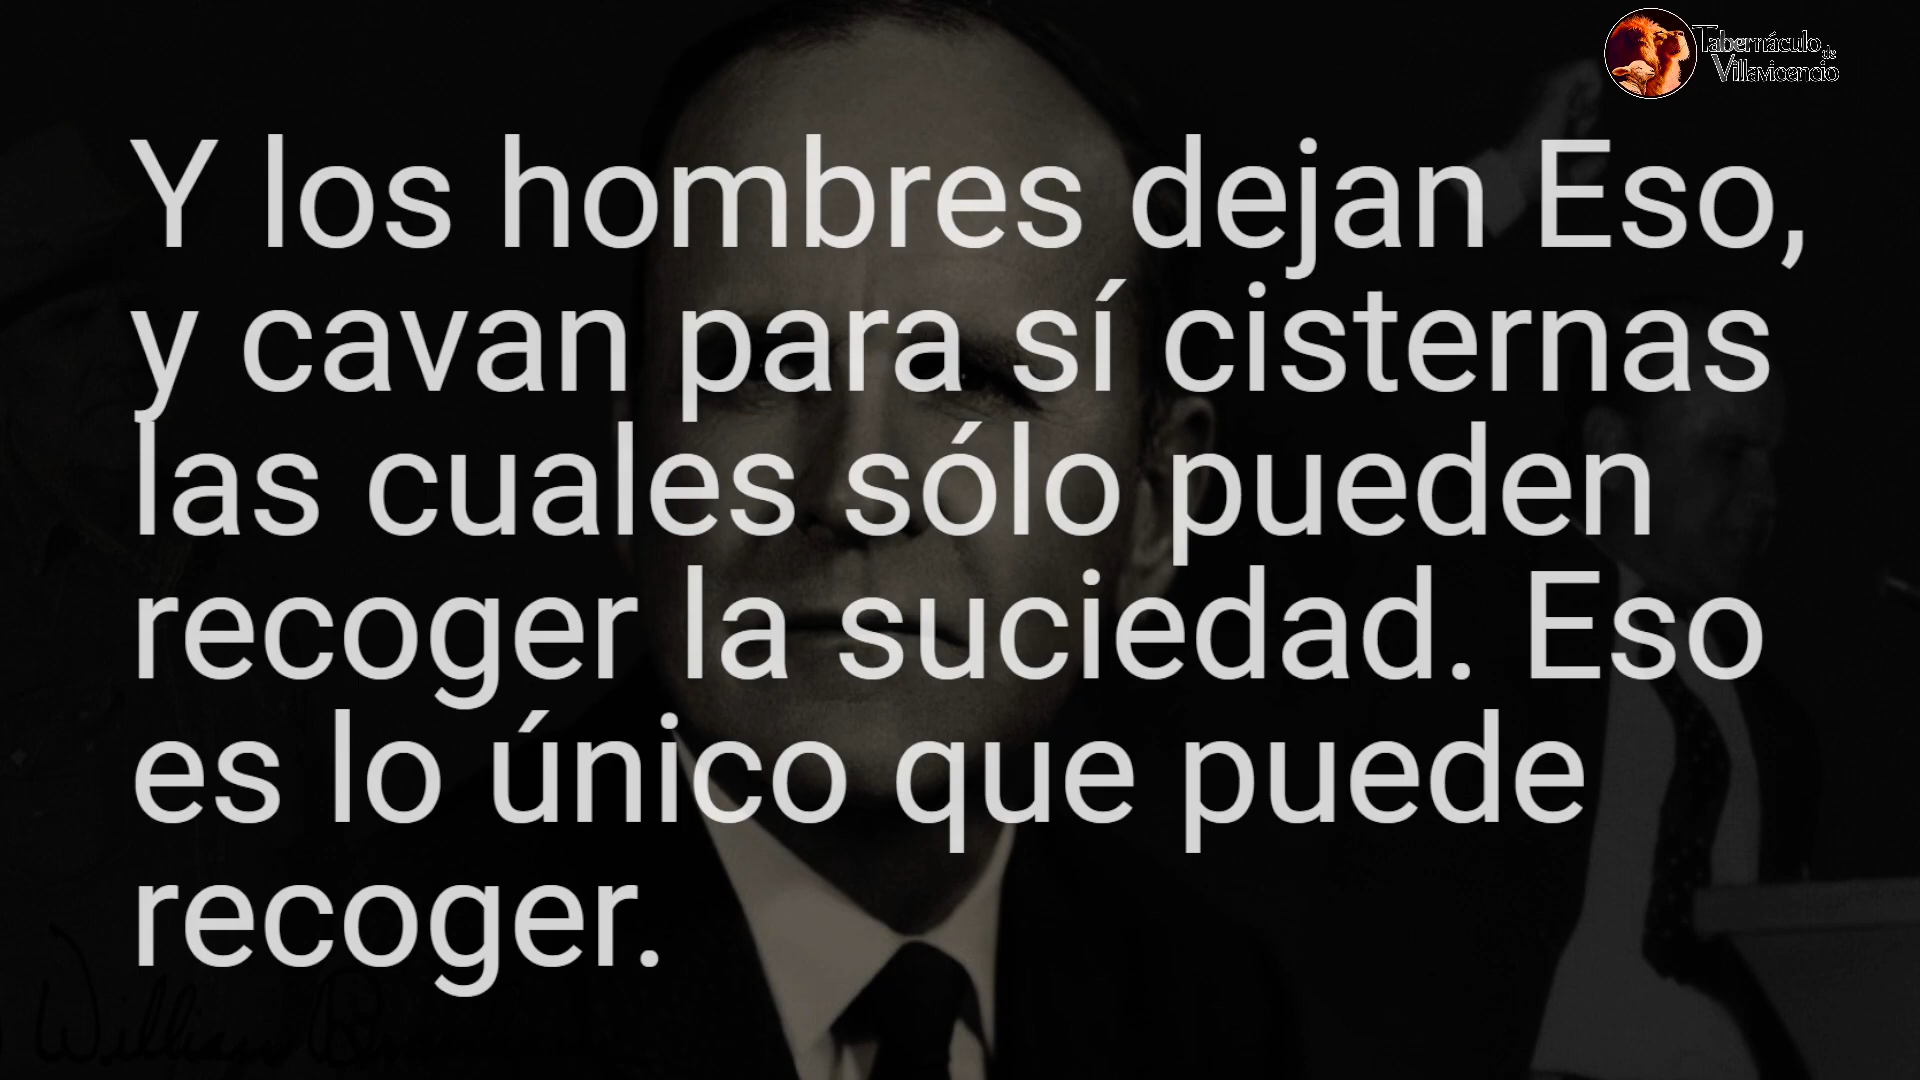 Tabernáculo de
Villavicencio
Y los hombres dejan Eso,
y cavan para sí cisternas
las cuales sólo pueden
recoger la suciedad. Eso
es lo único que puede
recoger.
William